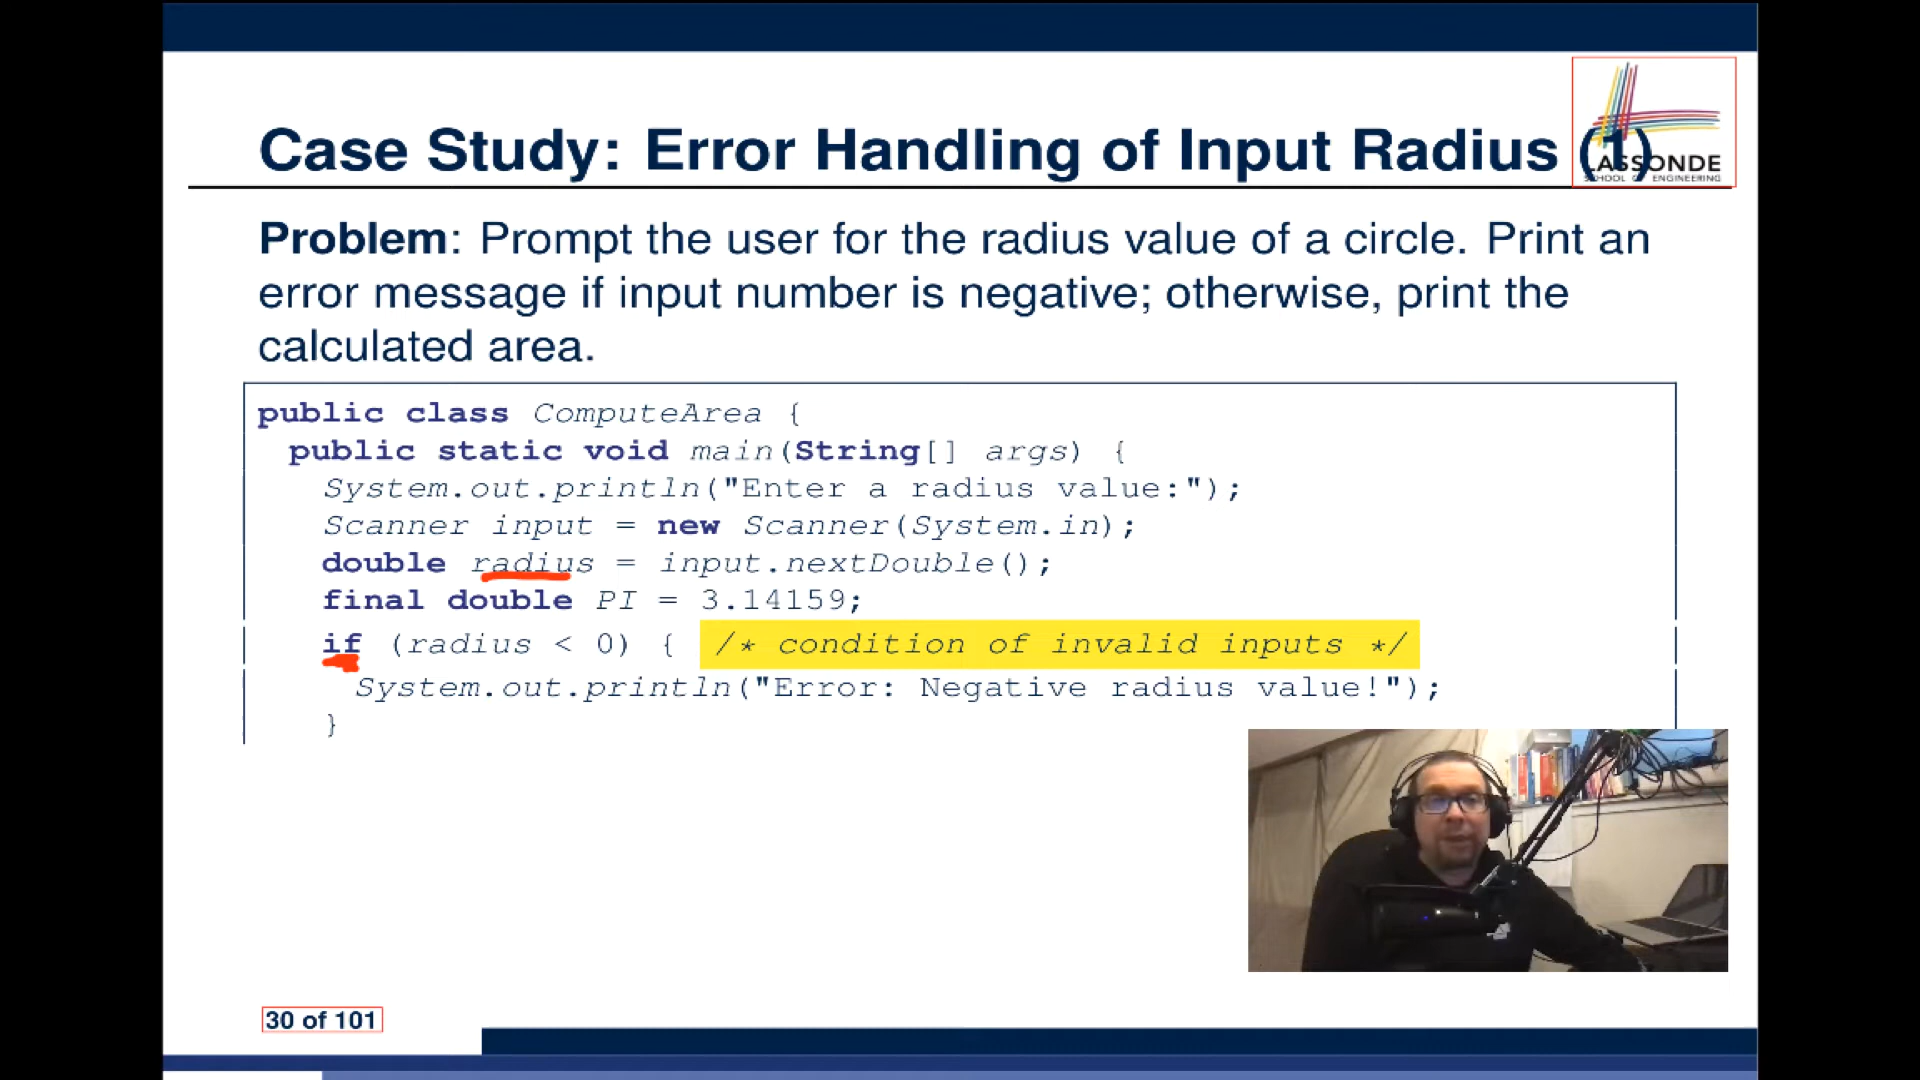 Case Study: Error Handling of Input Radius (1)
LASSONDE
SCHOOL OF ENGINEERING
Problem: Prompt the user for the radius value of a circle. Print an
error message if input number is negative; otherwise, print the
calculated area.
public class ComputeArea {
public static void main(String[] args) {
System.out.println("Enter a radius value:");
Scanner input = new Scanner(System.in);
double radius = input.nextDouble();
final double PI = 3.14159;
if (radius < 0) { /* condition of invalid inputs */
System.out.println("Error: Negative radius value!");
}
30 of 101